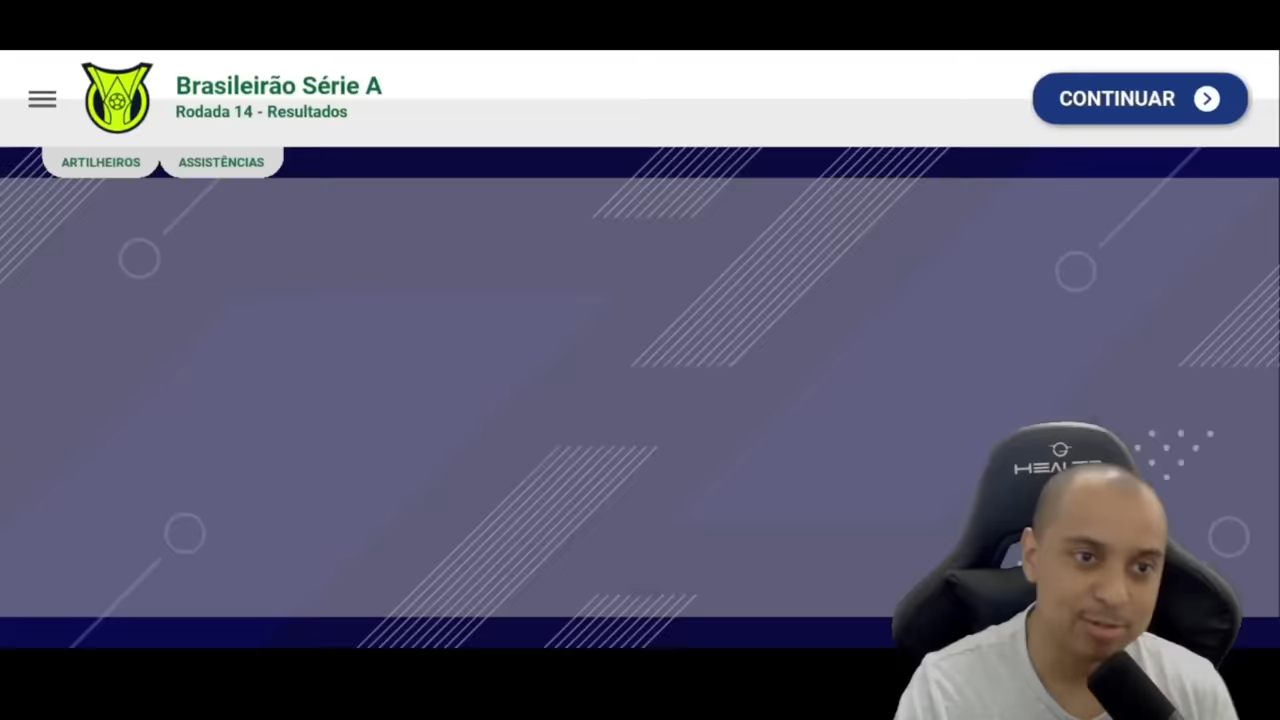 Brasileirão Série A
Rodada 14 - Resultados
CONTINUAR
ARTILHEIROS
ASSISTÊNCIAS